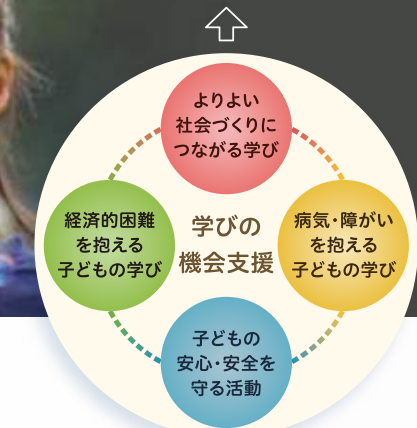 よりよい
社会づくりに
つながる学び
経済的困難
を抱える
子どもの学び
学びの
機会支援
病気・障がい
を抱える
子どもの学び
子どもの
安心・安全を
守る活動